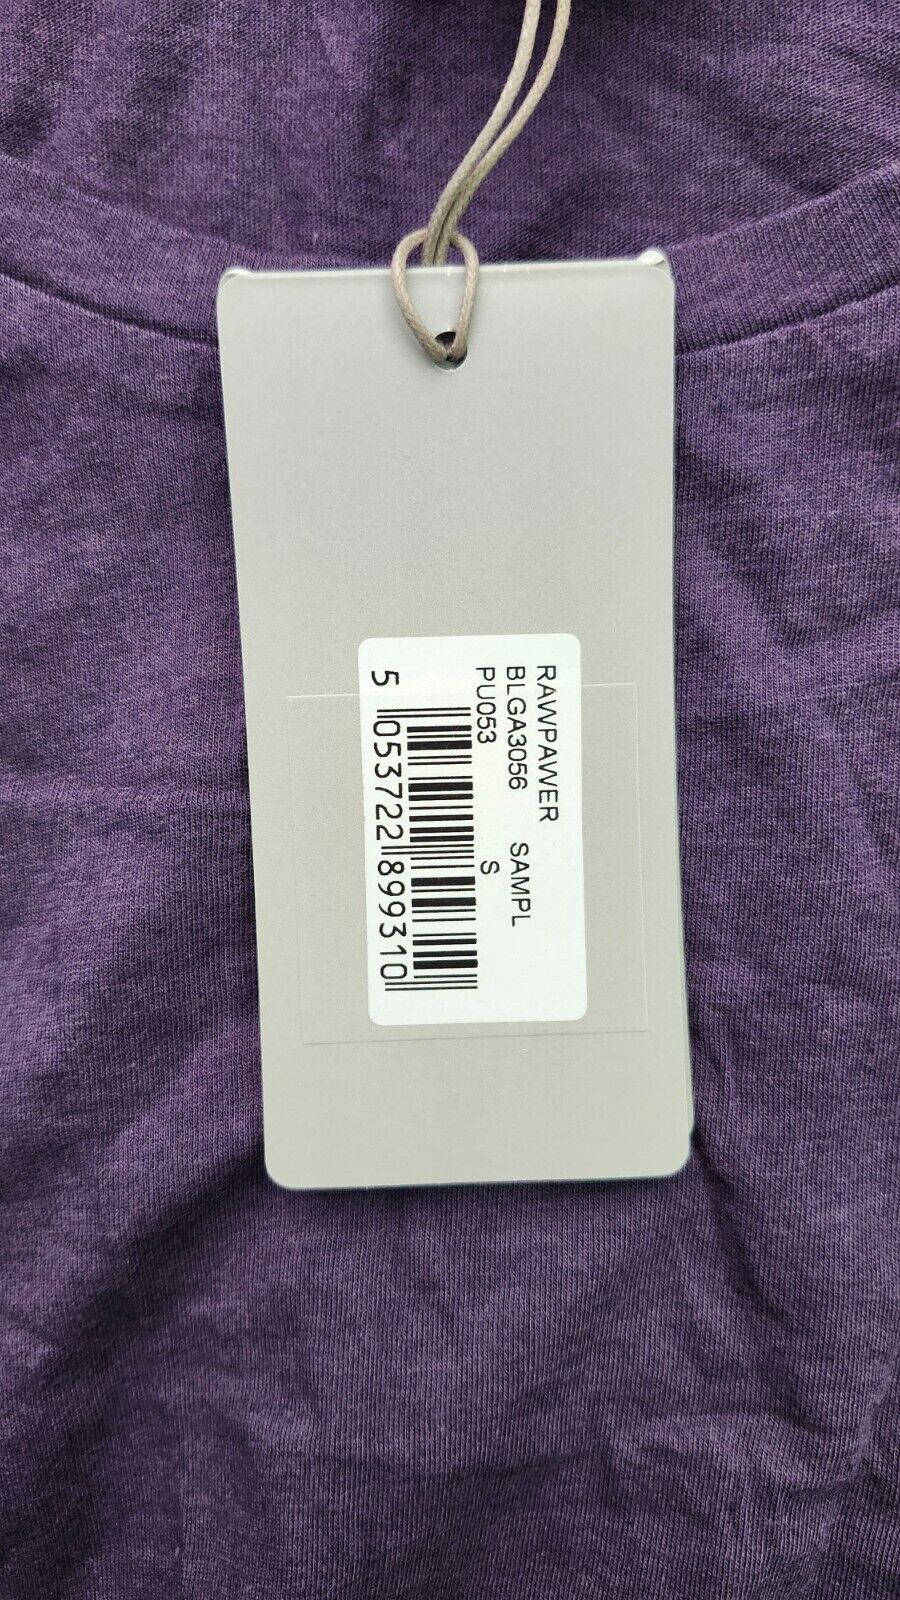 RAWPAWER
BLGA3056 SAMPL
PU053 S
5 053722 899310